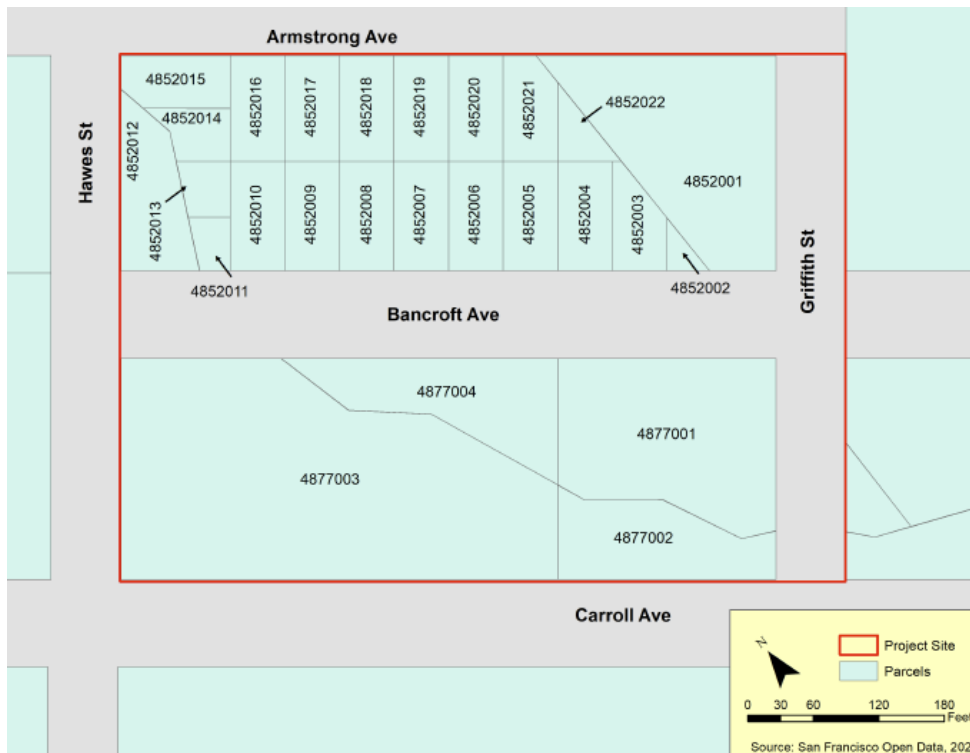 Armstrong Ave
4852015
4852016
4852017
4852018
4852019
4852020
4852021
4852022
4852014
4852012
4852001
Hawes St
4852013
4852010
4852009
4852008
4852007
4852006
4852005
4852004
4852003
4852011
4852002
Griffith St
Bancroft Ave
4877004
4877001
4877003
4877002
Carroll Ave
N
Project Site
Parcels
0 30 60 120 180
Feet
Source: San Francisco Open Data, 202